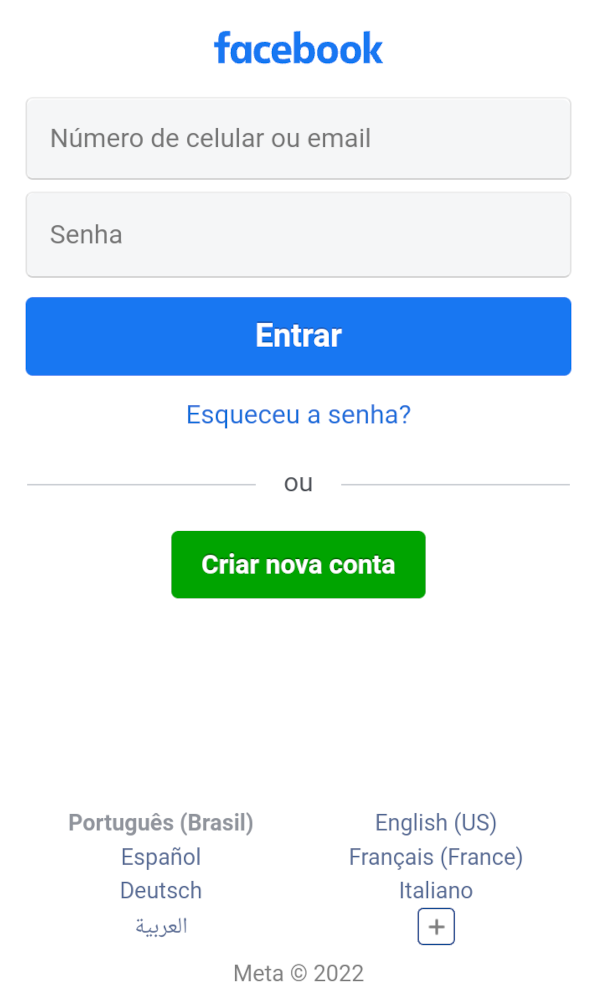 facebook
Número de celular ou email
Senha
Entrar
Esqueceu a senha?
ou
Criar nova conta
Português (Brasil)
English (US)
Español
Français (France)
Deutsch
Italiano
العربية
+
Meta © 2022